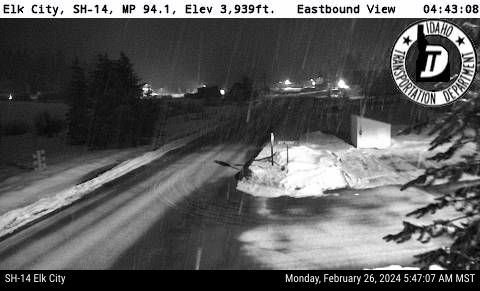 Elk City, SH-14, MP 94.1, Elev 3,939ft. Eastbound View 04:43:08
IDAHO
TRANSPORTATION DEPARTMENT
SH-14 Elk City Monday, February 26, 2024 5:47:07 AM MST